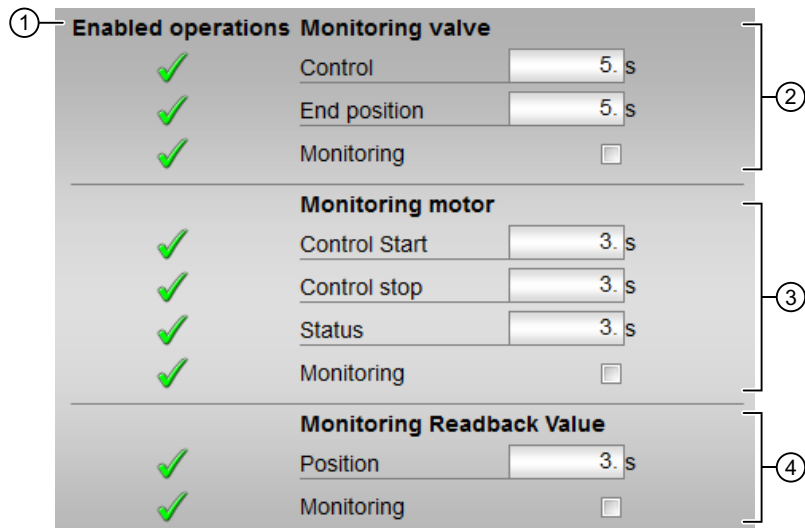 ① Enabled operations Monitoring valve
Control 5. s
End position 5. s
②
Monitoring
Monitoring motor
Control Start 3. s
Control stop 3. s
③
Status 3. s
Monitoring
Monitoring Readback Value
Position 3. s
④
Monitoring